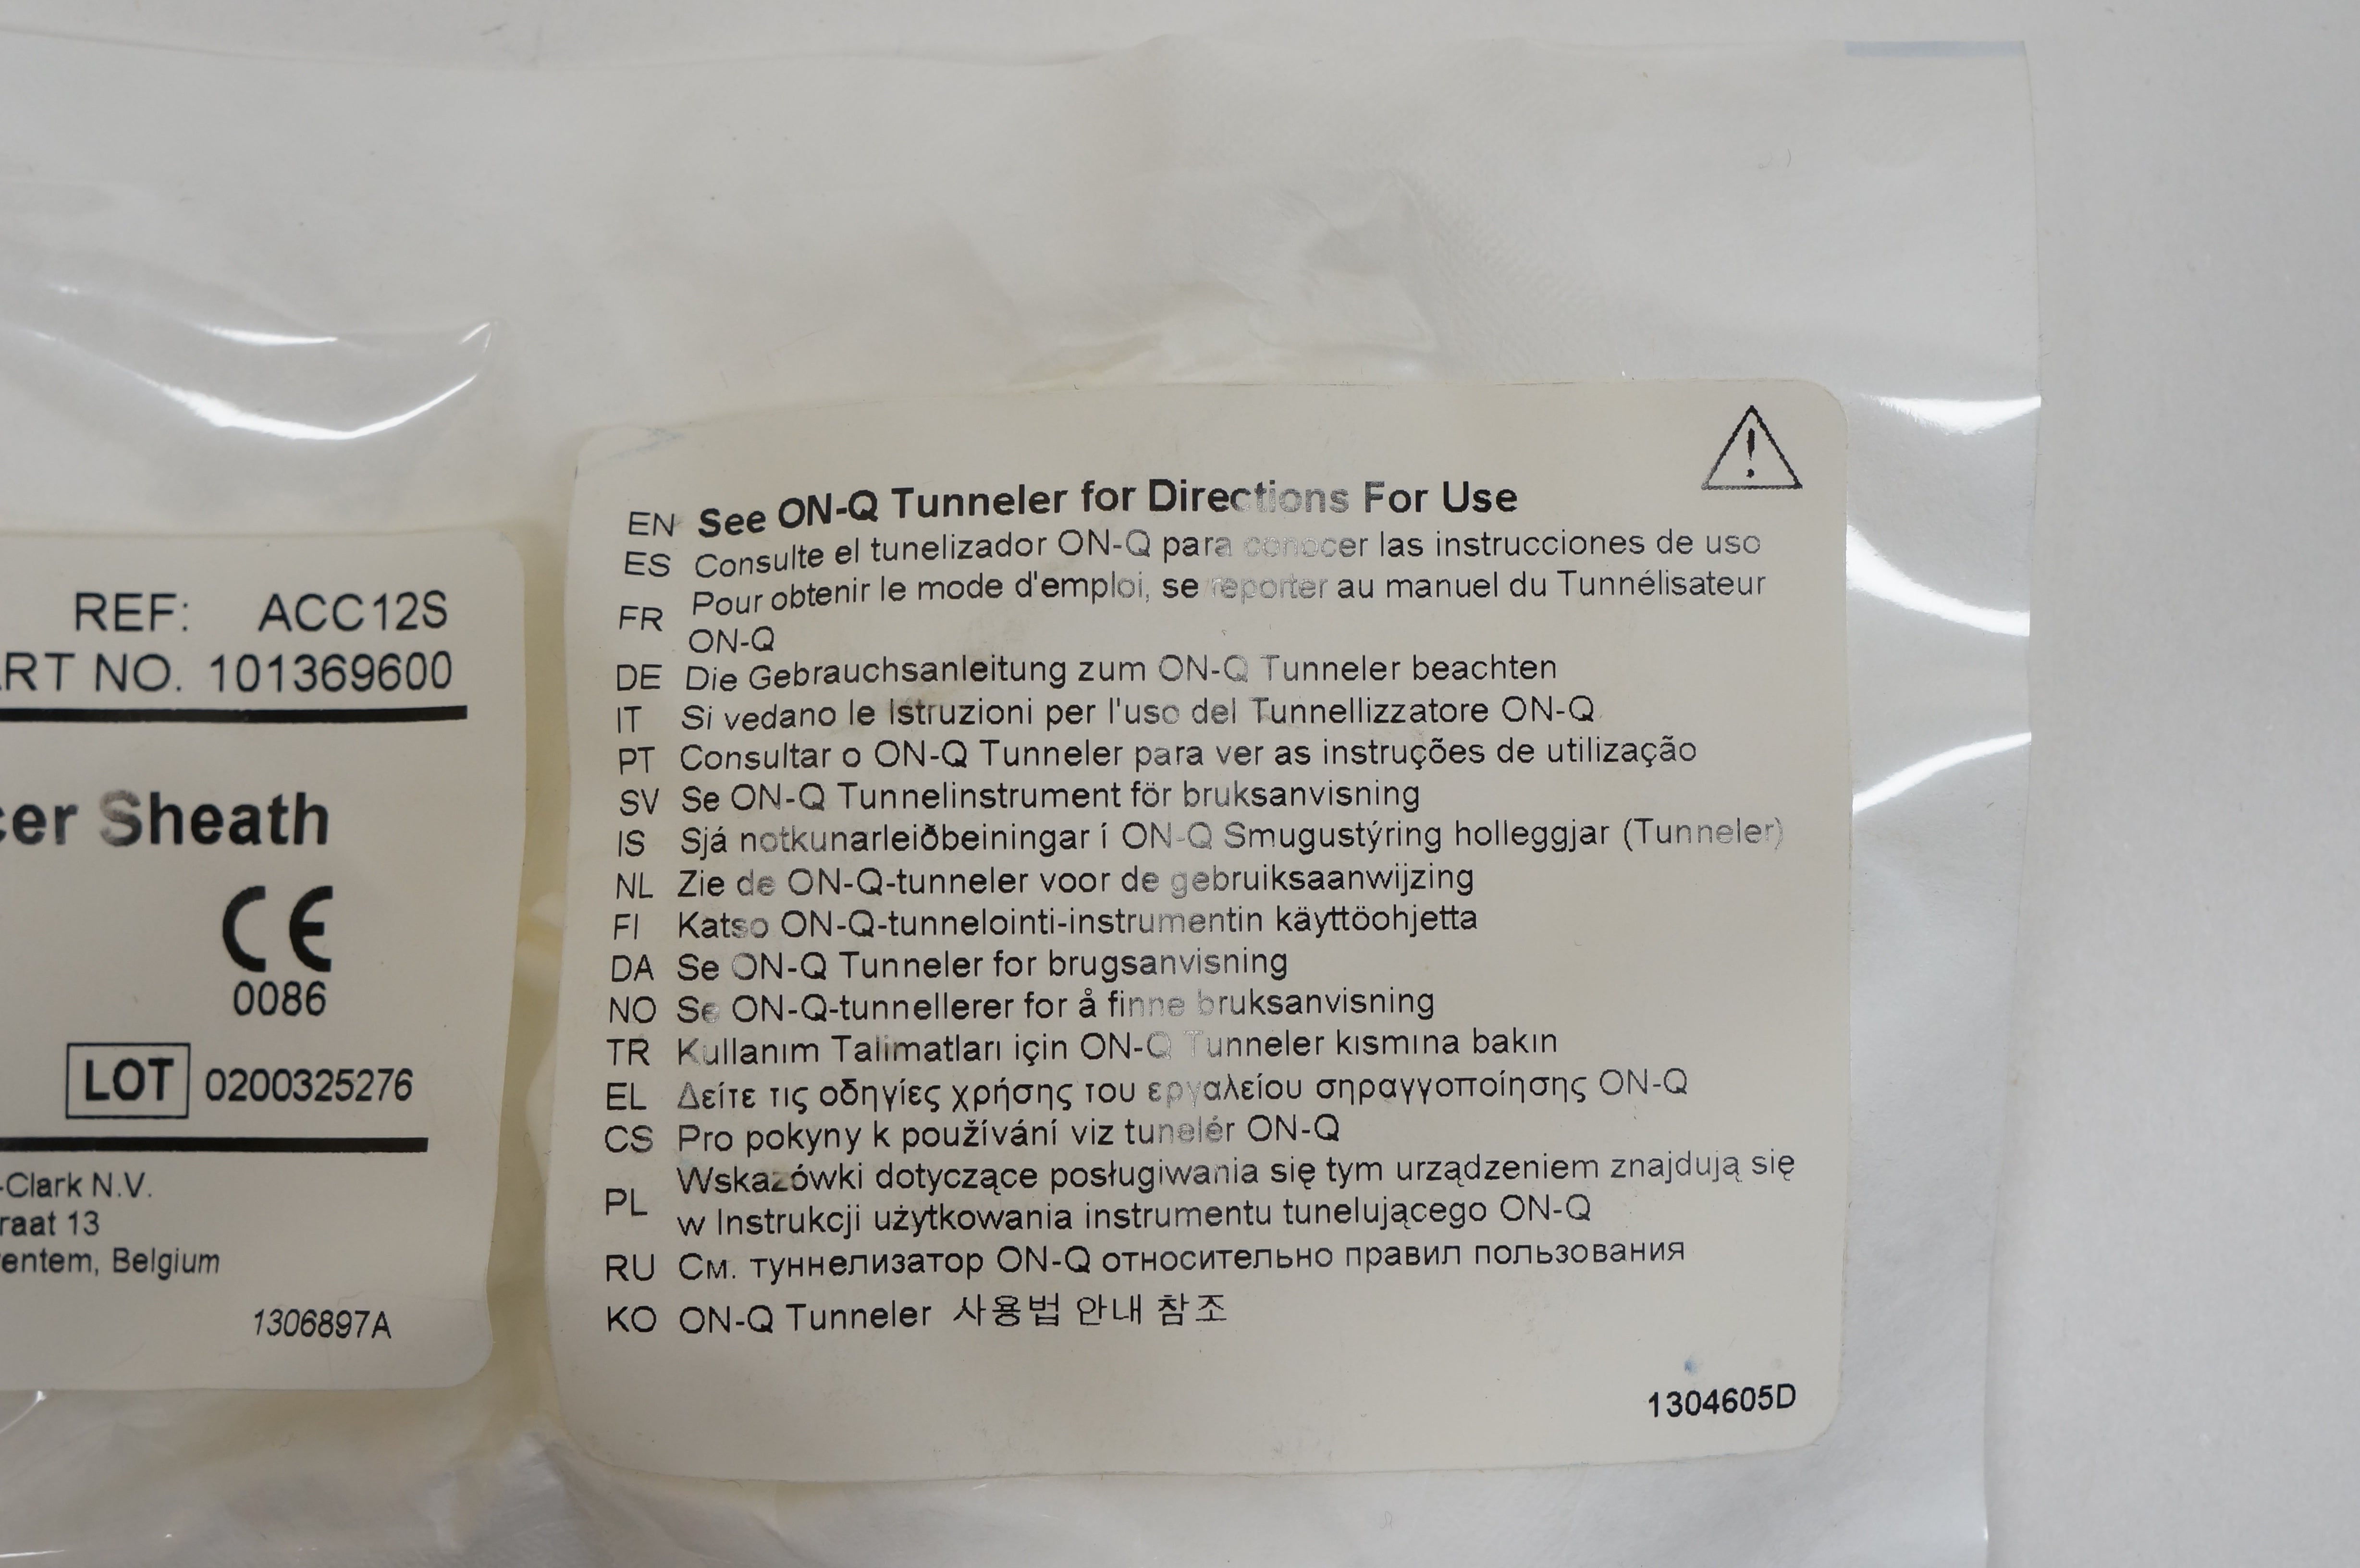 REF: ACC12S
ART NO. 101369600
cer Sheath
CE
0086
LOT 0200325276
-Clark N.V.
raat 13
entem, Belgium
1306897A
EN See ON-Q Tunneler for Directions For Use
ES Consulte el tunelizador ON-Q para conocer las instrucciones de uso
FR Pour obtenir le mode d'emploi, se reporter au manuel du Tunnélisateur
ON-Q
DE Die Gebrauchsanleitung zum ON-Q Tunneler beachten
IT Si vedano le Istruzioni per l'uso del Tunnellizzatore ON-Q
PT Consultar o ON-Q Tunneler para ver as instruções de utilização
SV Se ON-Q Tunnelinstrument för bruksanvisning
IS Sjá notkunarleiðbeiningar í ON-Q Smugustýring holleggjar (Tunneler)
NL Zie de ON-Q-tunneler voor de gebruiksaanwijzing
FI Katso ON-Q-tunnelointi-instrumentin käyttöohjetta
DA Se ON-Q Tunneler for brugsanvisning
NO Se ON-Q-tunnellerer for å finne bruksanvisning
TR Kullanım Talimatları için ON-Q Tunneler kısmına bakın
EL Δείτε τις οδηγίες χρήσης του εργαλείου σηραγγοποίησης ON-Q
CS Pro pokyny k používání viz tunelér ON-Q
PL Wskazówki dotyczące posługiwania się tym urządzeniem znajdują się
w Instrukcji użytkowania instrumentu tunelującego ON-Q
RU См. туннелизатор ON-Q относительно правил пользования
KO ON-Q Tunneler 사용법 안내 참조
1304605D